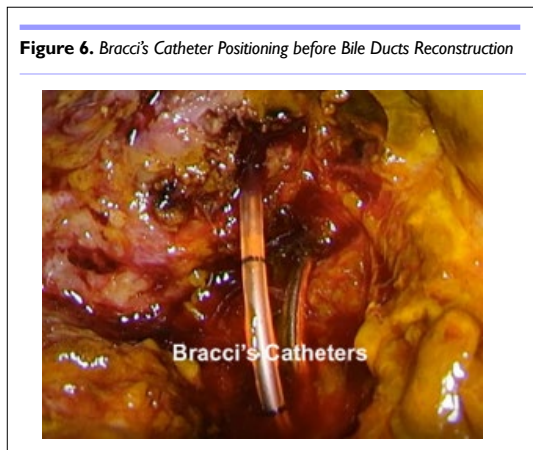 Figure 6. Bracci's Catheter Positioning before Bile Ducts Reconstruction
Bracci's Catheters